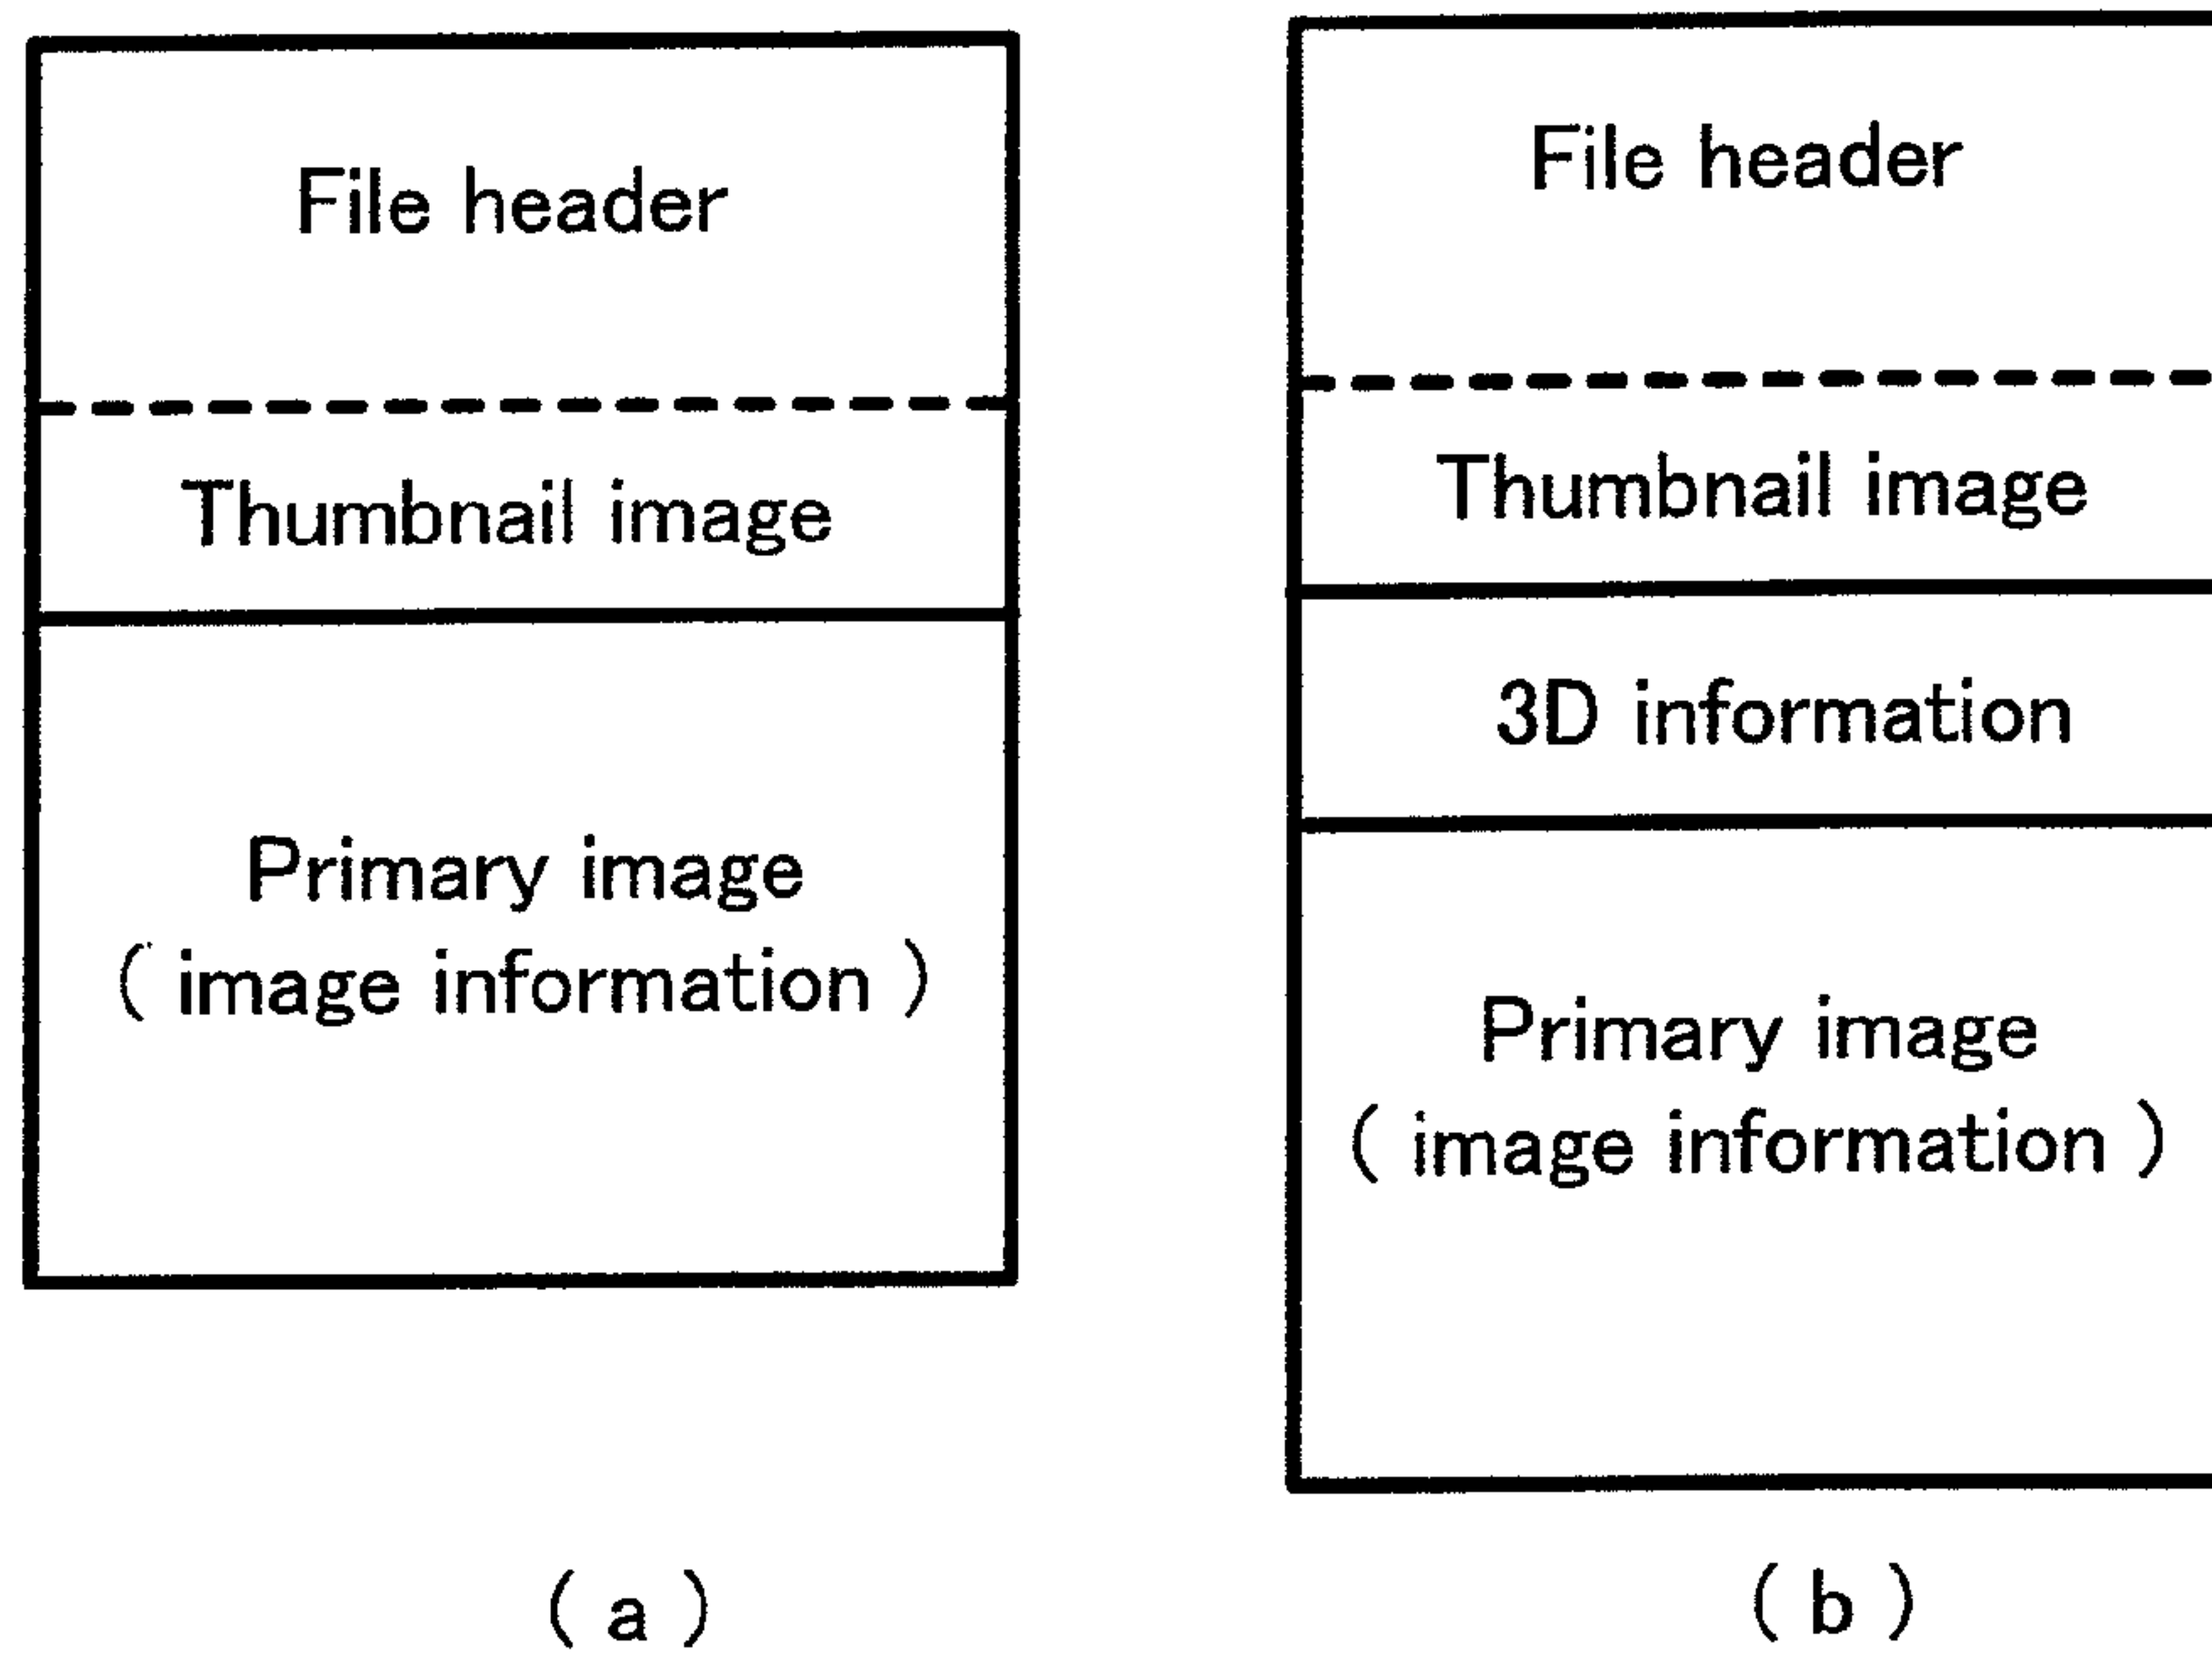 File header
Thumbnail image
Primary image
( image information )
( a )
File header
Thumbnail image
3D information
Primary image
( image information )
( b )